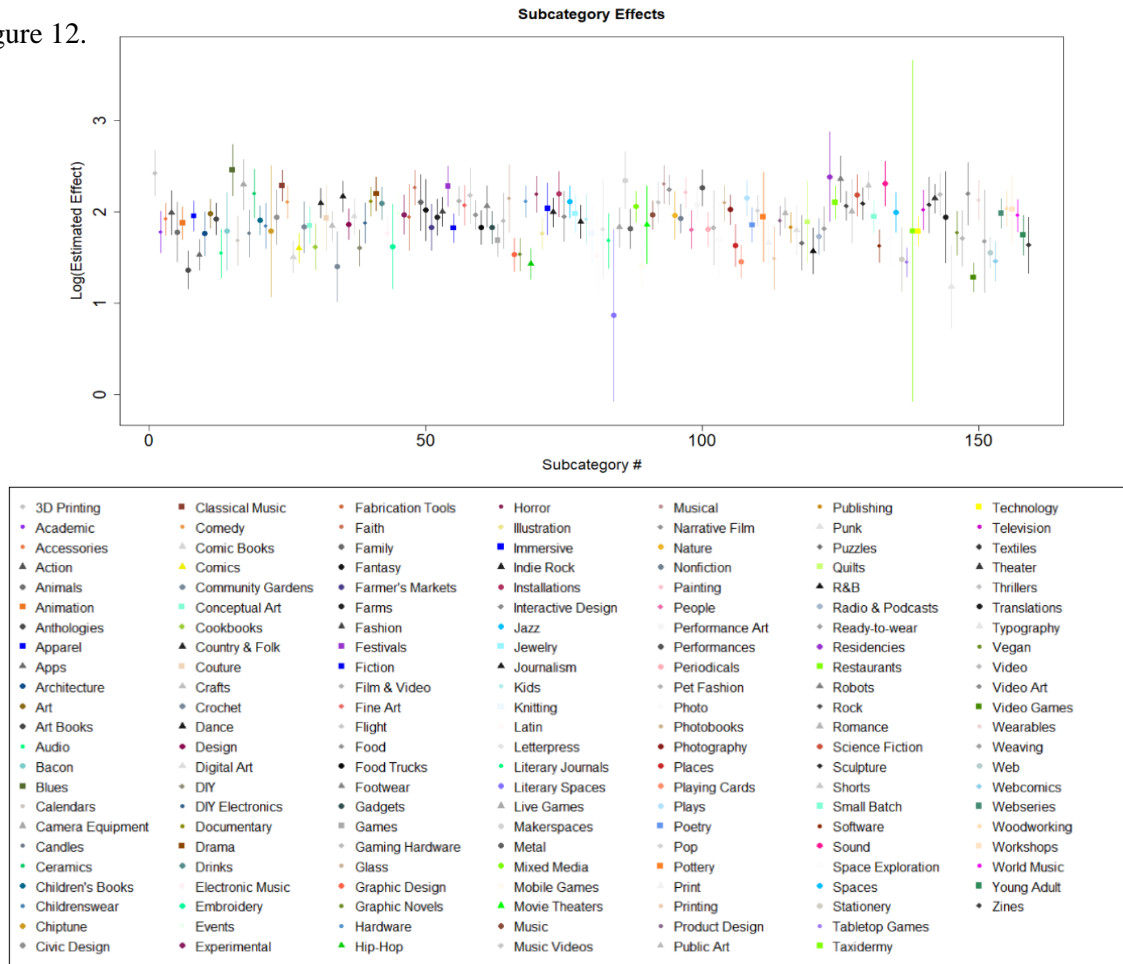 Subcategory Effects
gure 12.
Log(Estimated Effect)
3
2
1
0
0 50 100 150
Subcategory #
3D Printing Classical Music Fabrication Tools Horror Musical Publishing Technology
Academic Comedy Faith Illustration Narrative Film Punk Television
Accessories Comic Books Family Immersive Nature Puzzles Textiles
Action Comics Fantasy Indie Rock Nonfiction Quilts Theater
Animals Community Gardens Farmer's Markets Installations Painting R&B Thrillers
Animation Conceptual Art Farms Interactive Design People Radio & Podcasts Translations
Anthologies Cookbooks Fashion Jazz Performance Art Ready-to-wear Typography
Apparel Country & Folk Festivals Jewelry Performances Residencies Vegan
Apps Couture Fiction Journalism Periodicals Restaurants Video
Architecture Crafts Film & Video Kids Pet Fashion Robots Video Art
Art Crochet Fine Art Knitting Photo Rock Video Games
Art Books Dance Flight Latin Photobooks Romance Wearables
Audio Design Food Letterpress Photography Science Fiction Weaving
Bacon Digital Art Food Trucks Literary Journals Places Sculpture Web
Blues DIY Footwear Literary Spaces Playing Cards Shorts Webcomics
Calendars DIY Electronics Gadgets Live Games Plays Small Batch Webseries
Camera Equipment Documentary Games Makerspaces Poetry Software Woodworking
Candles Drama Gaming Hardware Metal Pop Sound Workshops
Ceramics Drinks Glass Mixed Media Pottery Space Exploration World Music
Children's Books Electronic Music Graphic Design Mobile Games Print Spaces Young Adult
Childrenswear Embroidery Graphic Novels Movie Theaters Printing Stationery Zines
Chiptune Events Hardware Music Product Design Tabletop Games
Civic Design Experimental Hip-Hop Music Videos Public Art Taxidermy